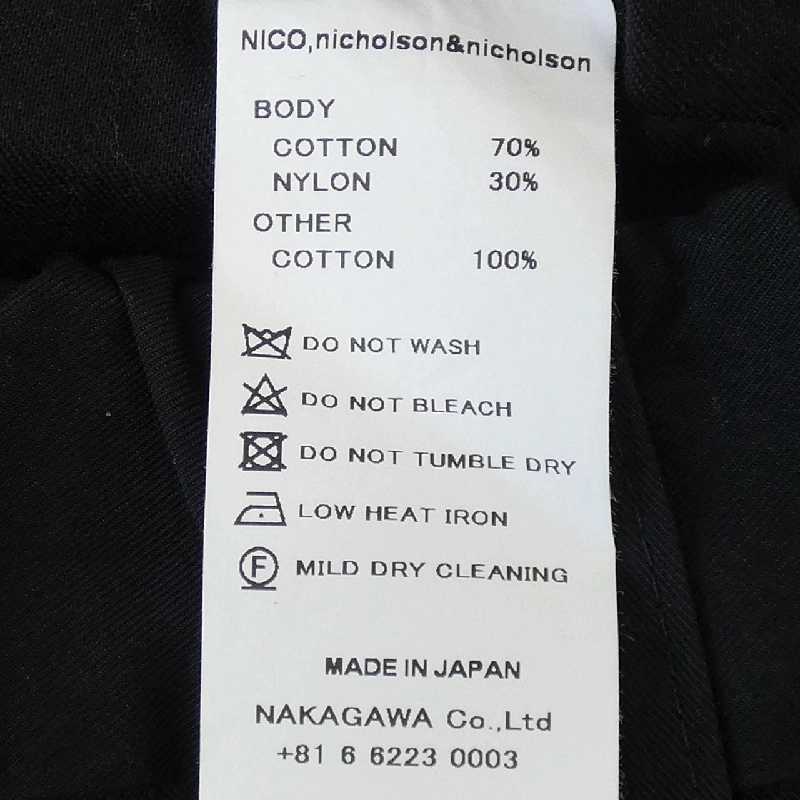 NICO,nicholson&nicholson
BODY
COTTON 70%
NYLON 30%
OTHER
COTTON 100%
DO NOT WASH
DO NOT BLEACH
DO NOT TUMBLE DRY
LOW HEAT IRON
F MILD DRY CLEANING
MADE IN JAPAN
NAKAGAWA Co.,Ltd
+81 6 6223 0003